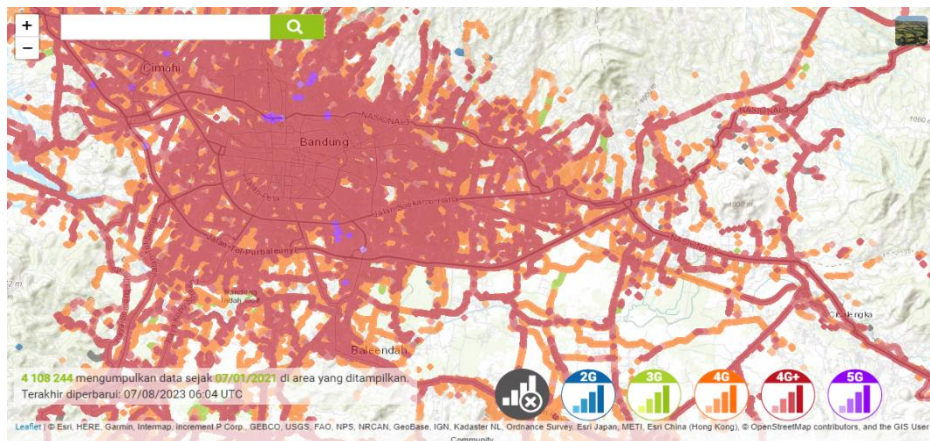 +
−
Cimahi
NASIONAL 3
Bandung
Baleendah
Cicalengka
4 108 244 mengumpulkan data sejak 07/01/2021 di area yang ditampilkan.
Terakhir diperbarui: 07/08/2023 06:04 UTC
2G
3G
4G
4G+
5G
Leaflet | © Esri, HERE, Garmin, Intermap, increment P Corp., GEBCO, USGS, FAO, NPS, NRCAN, GeoBase, IGN, Kadaster NL, Ordnance Survey, Esri Japan, METI, Esri China (Hong Kong), © OpenStreetMap contributors, and the GIS User
Community